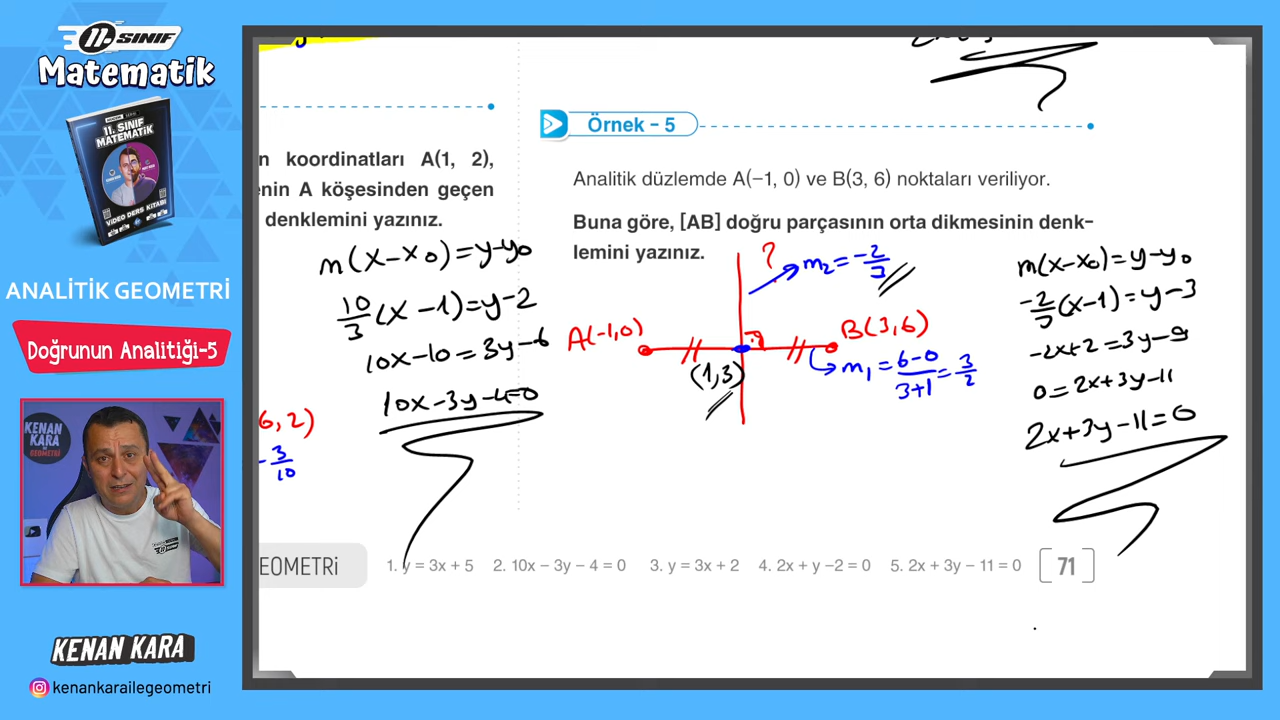 11. SINIF
Matematik
11. SINIF
MATEMATİK
VİDEO DERS KİTABI
ANALİTİK GEOMETRİ
Doğrunun Analitiği-5
KENAN
KARA
GEOMETRİ
KENAN KARA
kenankarailegeometri
n koordinatları A(1, 2),
enin A köşesinden geçen
denklemini yazınız.
m(x-x0)=y-y0
10/3 (x-1)=y-2
10x-10=3y-6
10x-3y-4=0
6,2)
-3/10
Örnek - 5
Analitik düzlemde A(−1, 0) ve B(3, 6) noktaları veriliyor.
Buna göre, [AB] doğru parçasının orta dikmesinin denk-
lemini yazınız.
?
m2=-2/3
A(-1,0)
B(3,6)
(1,3)
m1=6-0/3+1=3/2
m(x-x0)=y-y0
-2/3(x-1)=y-3
-2x+2=3y-9
0=2x+3y-11
2x+3y-11=0
EOMETRİ
1. y = 3x + 5 2. 10x − 3y − 4 = 0 3. y = 3x + 2 4. 2x + y −2 = 0 5. 2x + 3y − 11 = 0
71